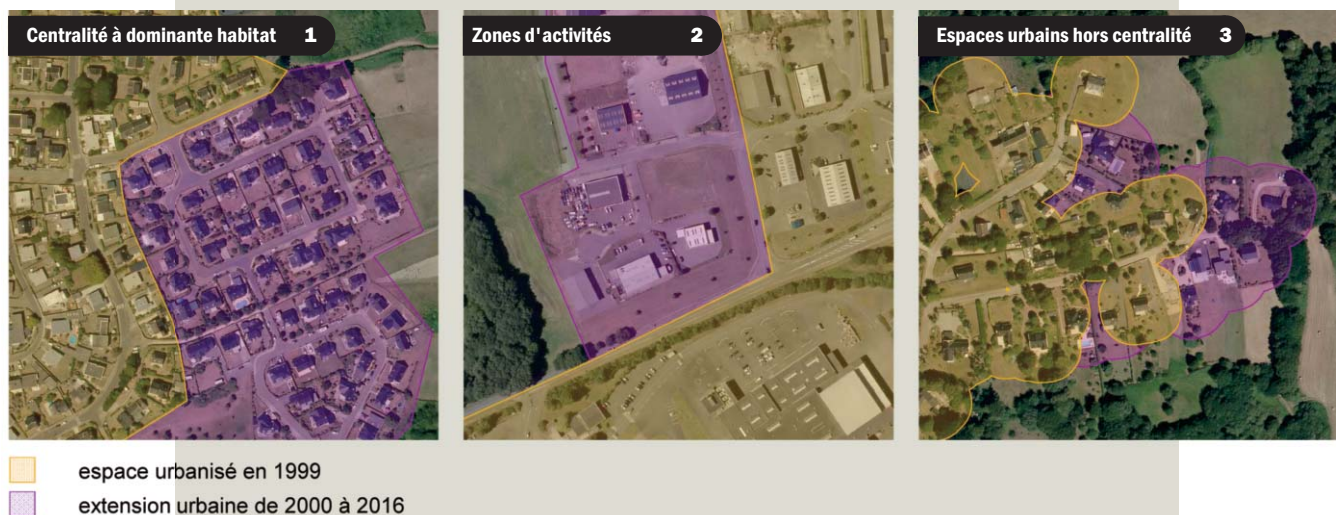 Centralité à dominante habitat 1
Zones d'activités 2
Espaces urbains hors centralité 3
espace urbanisé en 1999
extension urbaine de 2000 à 2016